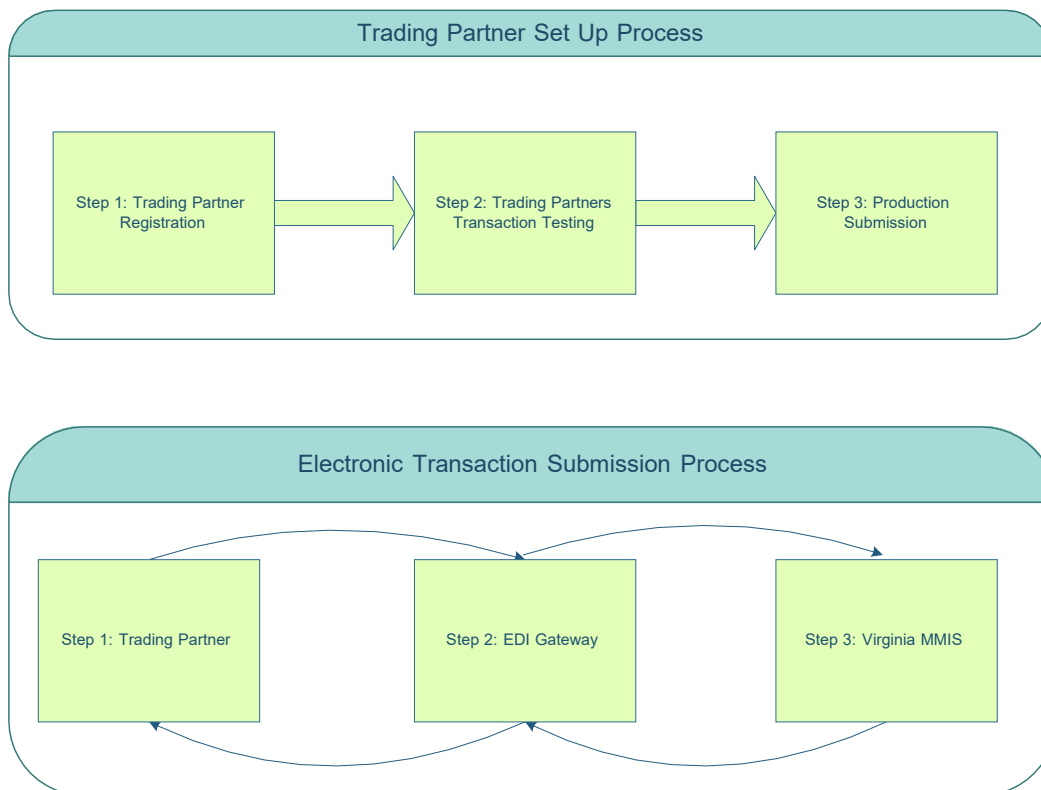 Trading Partner Set Up Process
Step 1: Trading Partner
Registration
Step 2: Trading Partners
Transaction Testing
Step 3: Production
Submission
Electronic Transaction Submission Process
Step 1: Trading Partner
Step 2: EDI Gateway
Step 3: Virginia MMIS